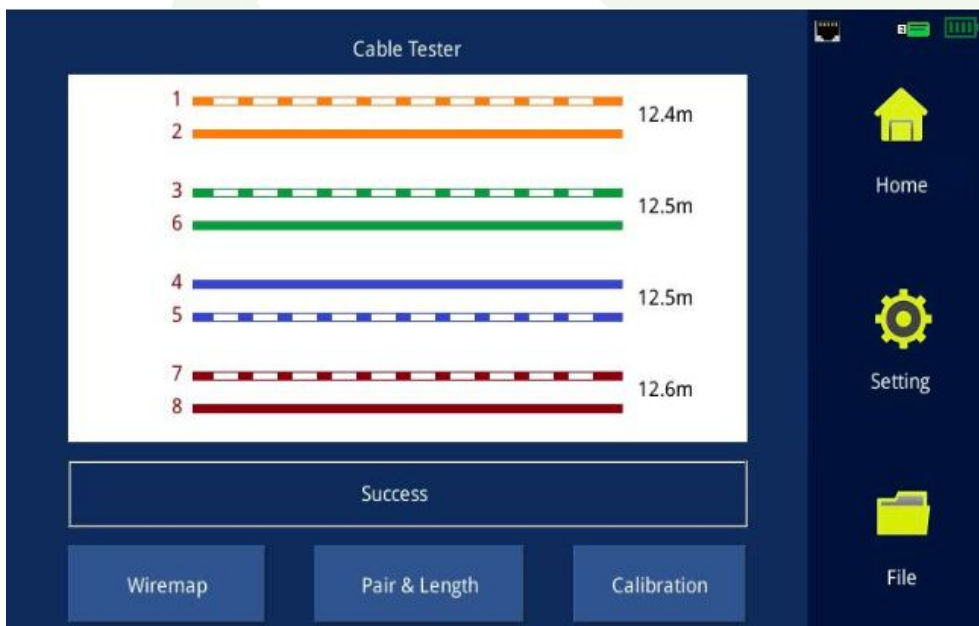 Cable Tester
1
12.4m
2
3
12.5m
6
4
12.5m
5
7
12.6m
8
Success
Wiremap
Pair & Length
Calibration
Home
Setting
File